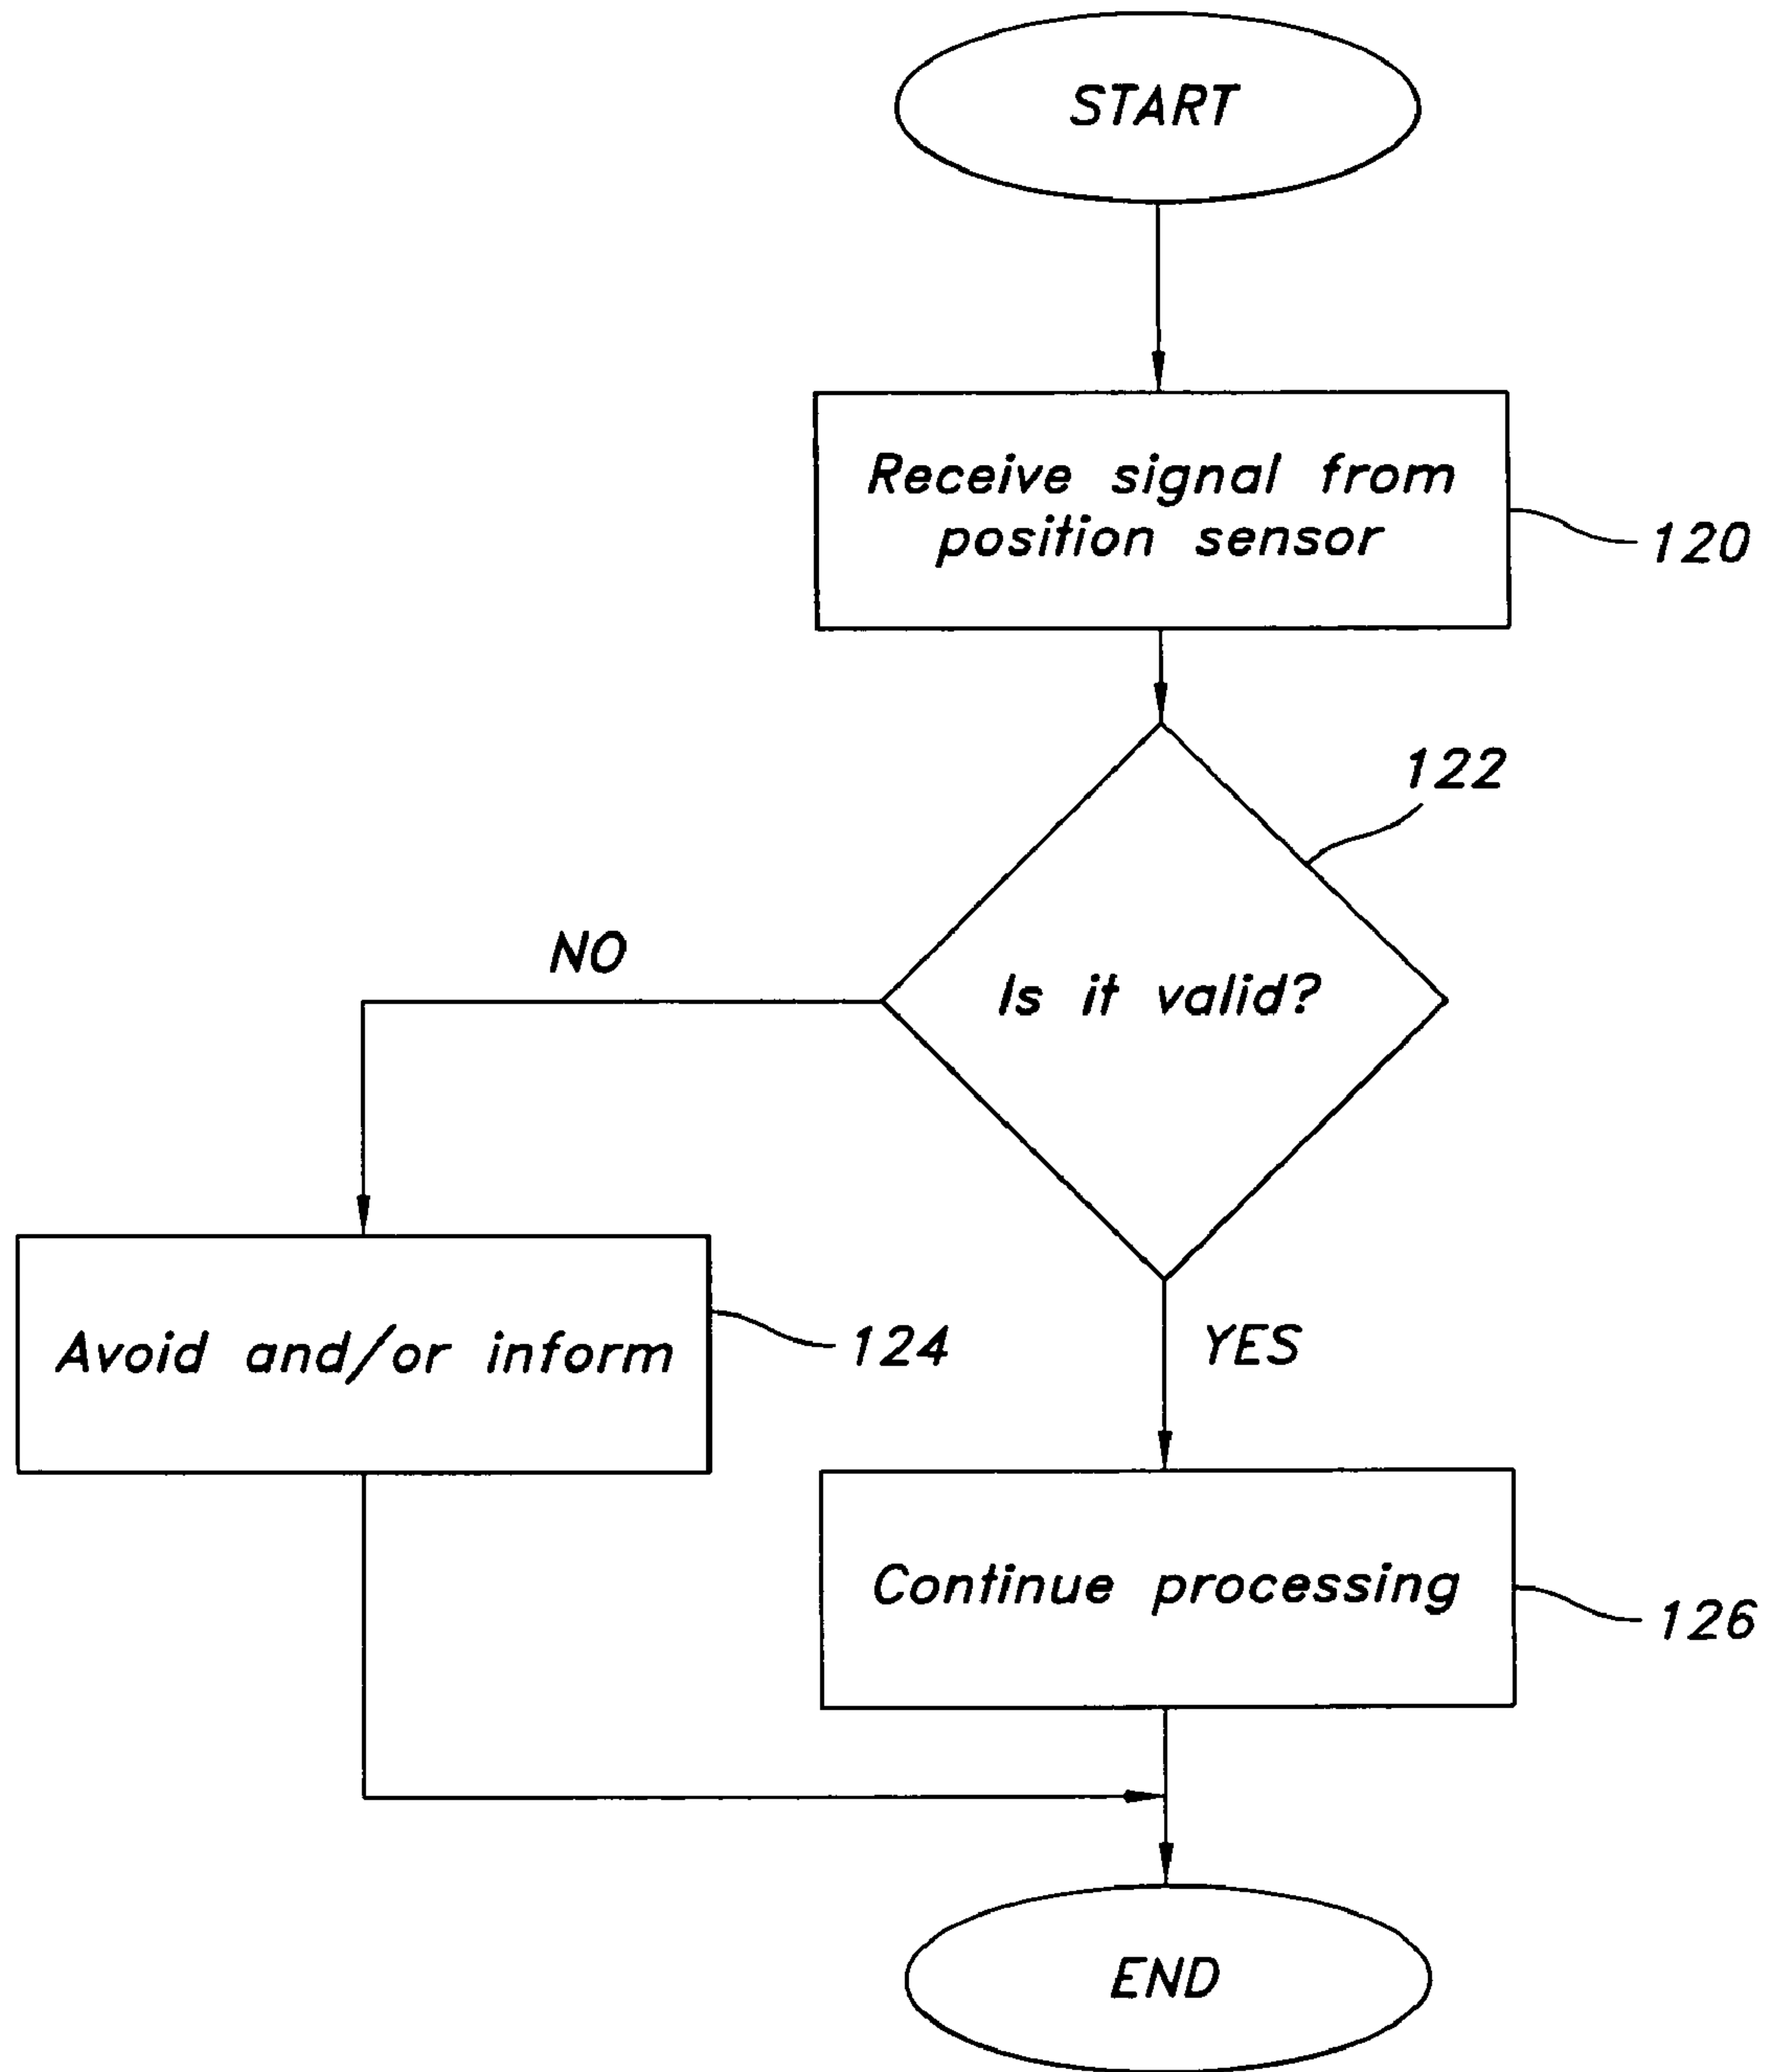 START
Receive signal from
position sensor
120
122
Is it valid?
NO
YES
Avoid and/or inform
124
Continue processing
126
END